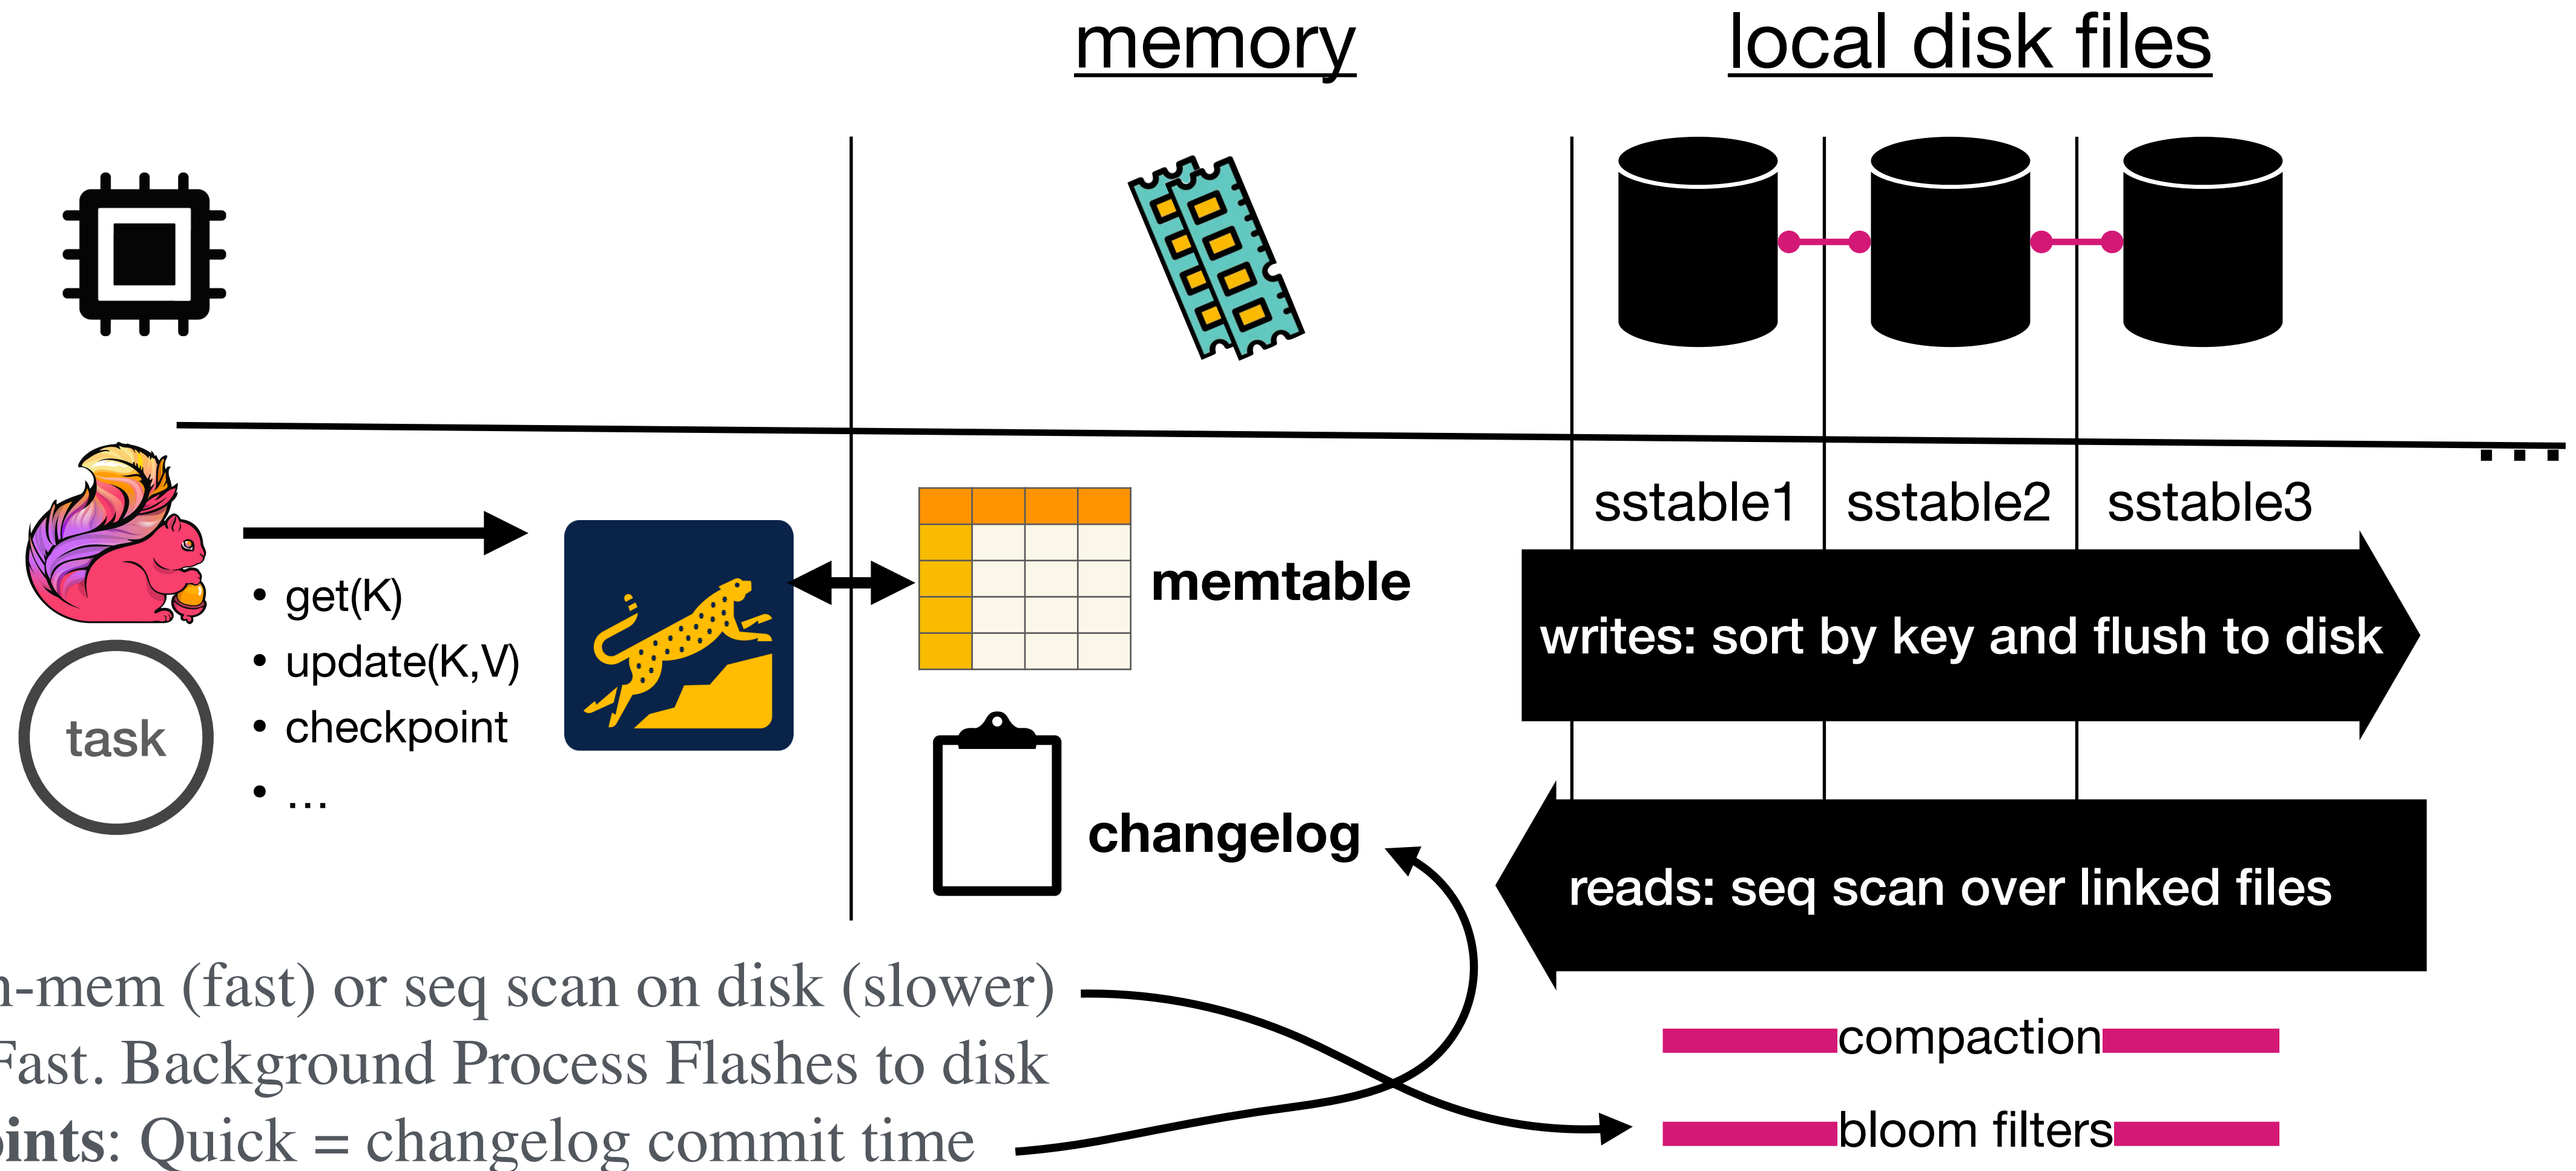 memory
local disk files
...
sstable1 sstable2 sstable3
• get(K)
• update(K,V)
• checkpoint
• ...
task
memtable
changelog
writes: sort by key and flush to disk
reads: seq scan over linked files
-mem (fast) or seq scan on disk (slower)
Fast. Background Process Flashes to disk
ints: Quick = changelog commit time
compaction
bloom filters